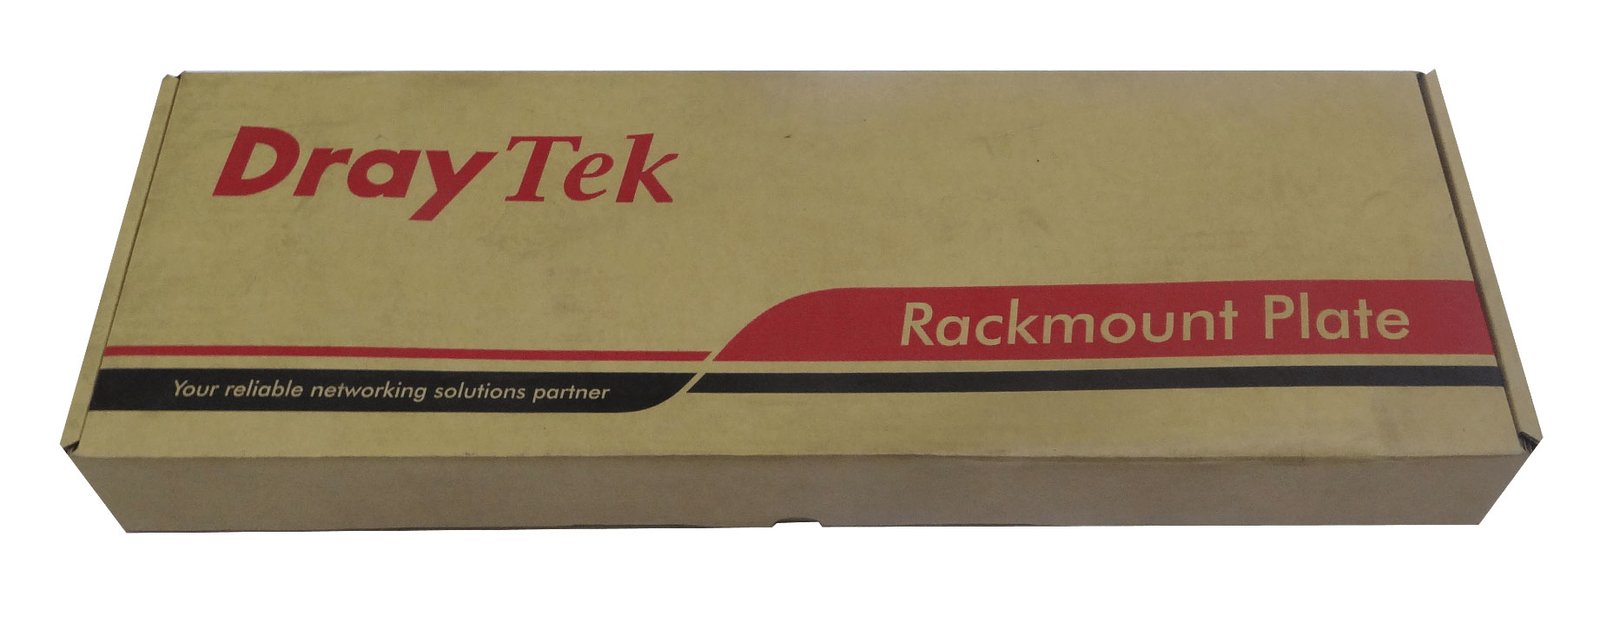 DrayTek
Rackmount Plate
Your reliable networking solutions partner